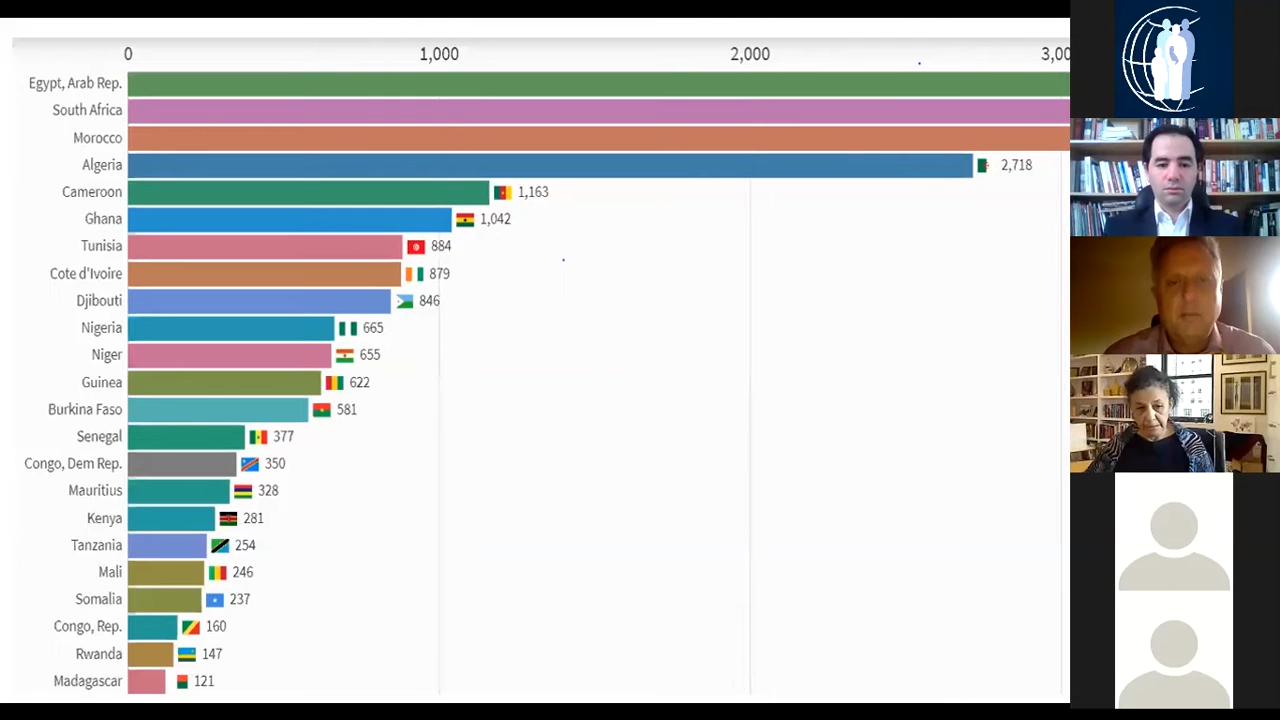 0 1,000 2,000 3,00
Egypt, Arab Rep.
South Africa
Morocco
Algeria 2,718
Cameroon 1,163
Ghana 1,042
Tunisia 884
Cote d'Ivoire 879
Djibouti 846
Nigeria 665
Niger 655
Guinea 622
Burkina Faso 581
Senegal 377
Congo, Dem Rep. 350
Mauritius 328
Kenya 281
Tanzania 254
Mali 246
Somalia 237
Congo, Rep. 160
Rwanda 147
Madagascar 121